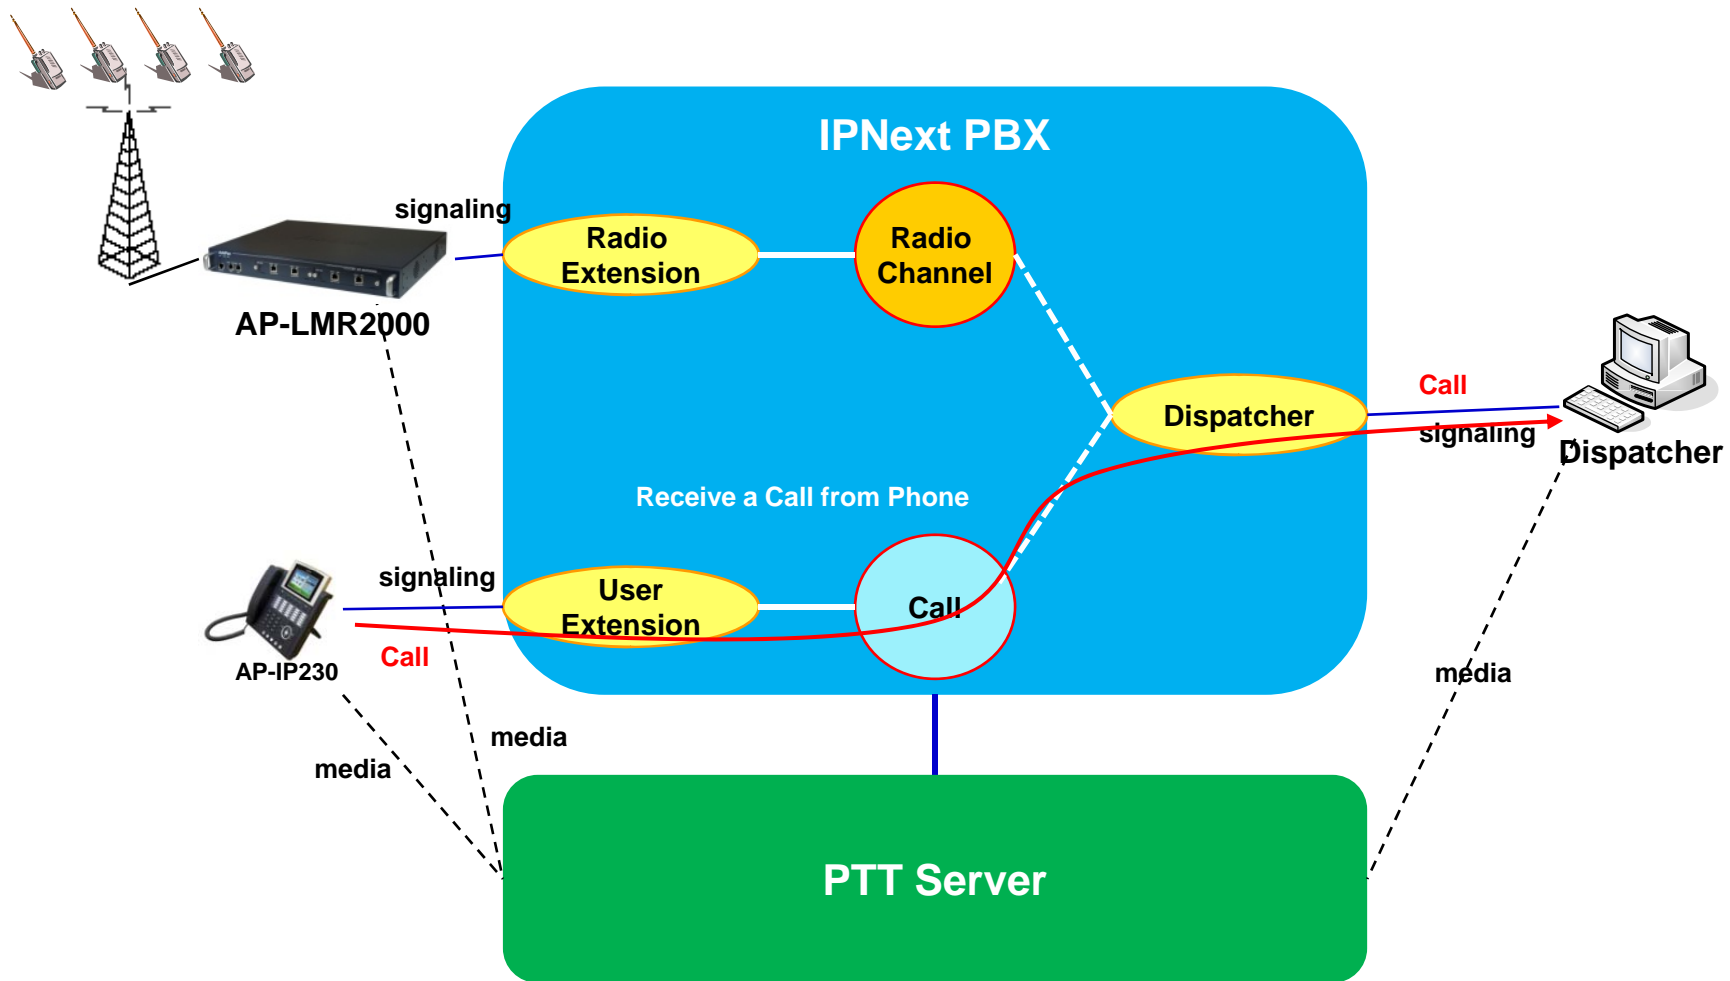 IPNext PBX
signaling
Radio
Extension
Radio
Channel
AP-LMR2000
Dispatcher
Call
signaling
Dispatcher
Receive a Call from Phone
signaling
User
Extension
Call
Call
AP-IP230
media
media
media
PTT Server